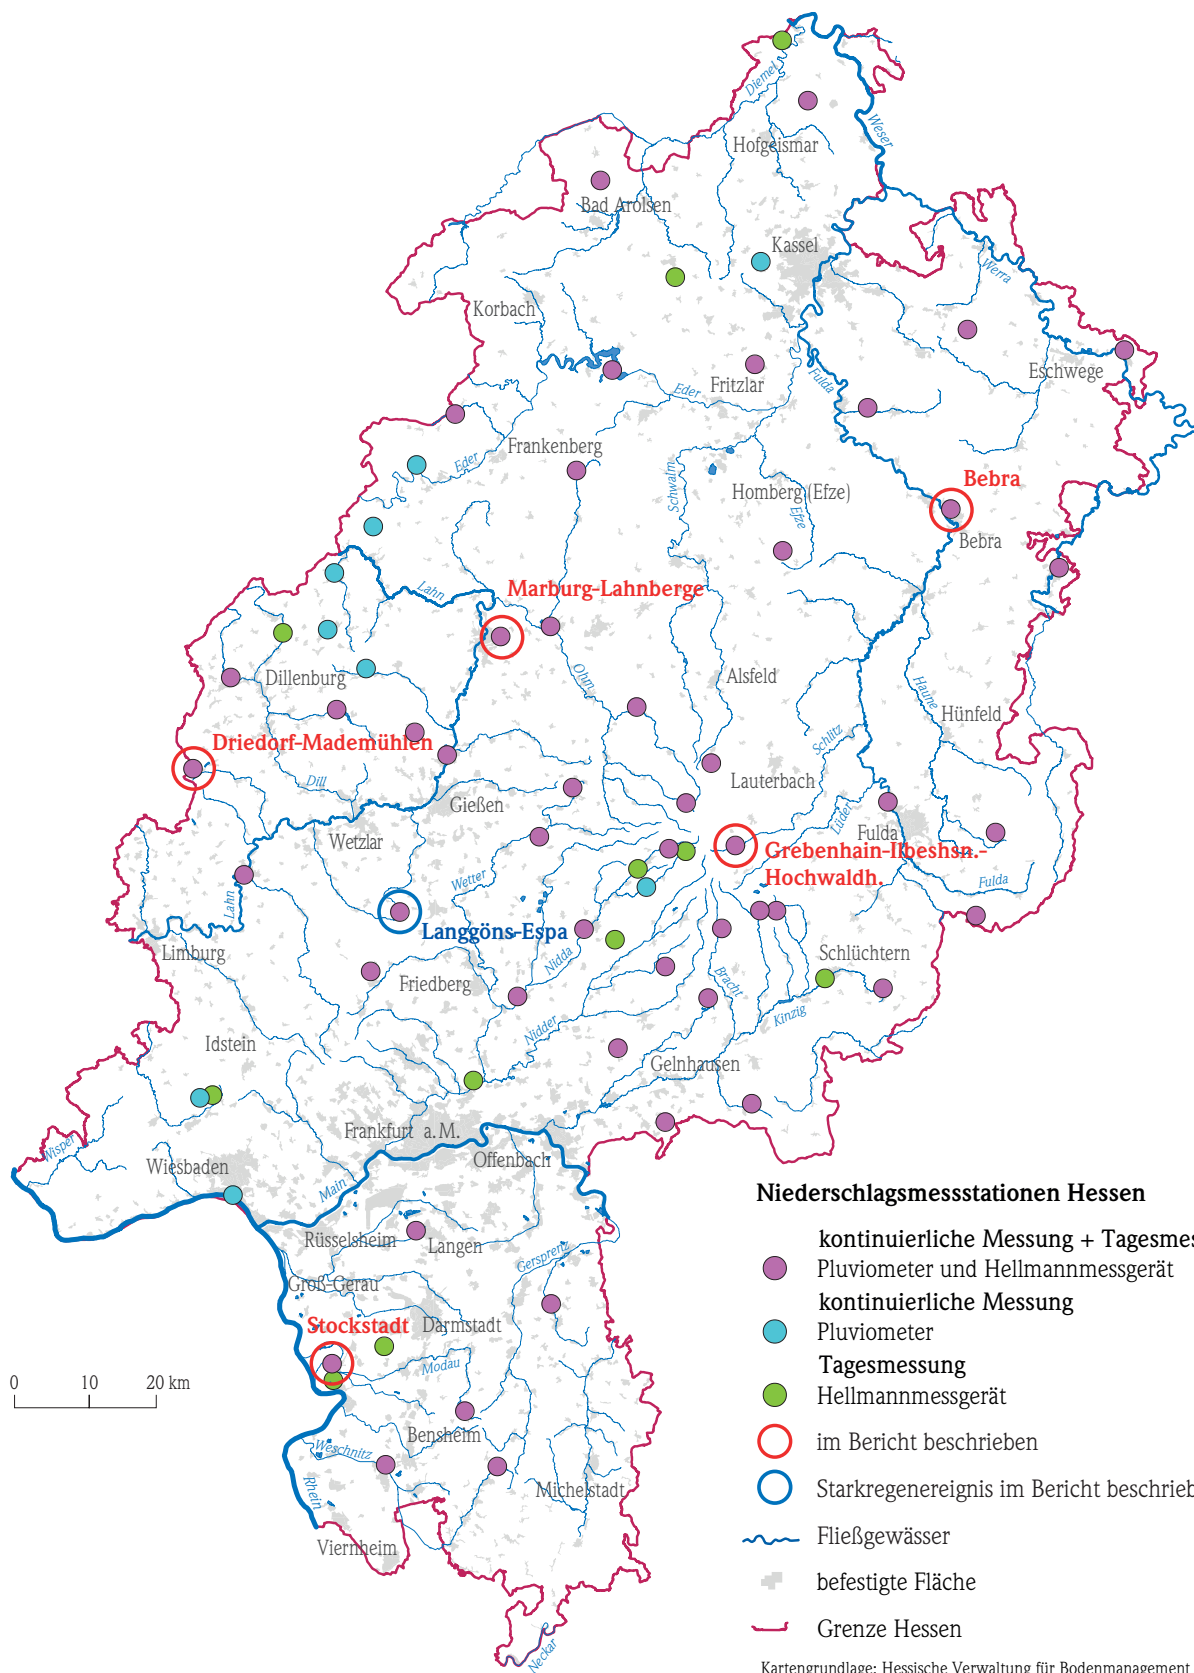 Diemel
Hofgeismar
Weser
Bad Arolsen
Kassel
Werra
Korbach
Eschwege
Fritzlar
Fulda
Eder
Frankenberg
Eder
Schwalm
Homberg (Efze)
Efze
Bebra
Bebra
Lahn
Marburg-Lahnberge
Ohm
Alsfeld
Dillenburg
Haune
Hünfeld
Driedorf-Mademühlen
Schlitz
Dill
Lauterbach
Gießen
Lüder
Wetzlar
Fulda
Grebenhain-Ilbeshsn.-
Hochwaldh.
Wetter
Fulda
Lahn
Langgöns-Espa
Limburg
Nidda
Schlüchtern
Friedberg
Bracht
Kinzig
Nidder
Idstein
Gelnhausen
Frankfurt a.M.
Wisper
Wiesbaden
Offenbach
Main
Rüsselsheim
Langen
Gersprenz
Groß-Gerau
Stockstadt
Darmstadt
Modau
Bensheim
Weschnitz
Rhein
Michelstadt
Viernheim
Neckar
0 10 20 km
Niederschlagsmessstationen Hessen
kontinuierliche Messung + Tagesmes
Pluviometer und Hellmannmessgerät
kontinuierliche Messung
Pluviometer
Tagesmessung
Hellmannmessgerät
im Bericht beschrieben
Starkregenereignis im Bericht beschrieb
Fließgewässer
befestigte Fläche
Grenze Hessen
Kartengrundlage: Hessische Verwaltung für Bodenmanagement